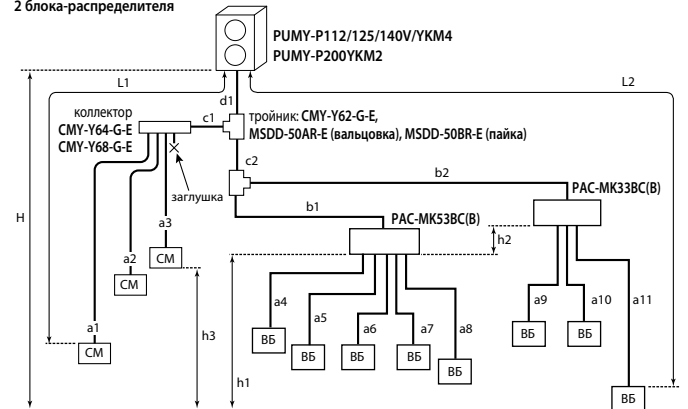 2 блока-распределителя
PUMY-P112/125/140V/YKM4
PUMY-P200YKM2
L1
L2
d1
коллектор
CMY-Y64-G-E
CMY-Y68-G-E
c1
тройник: CMY-Y62-G-E,
MSDD-50AR-E (вальцовка), MSDD-50BR-E (пайка)
c2
b2
заглушка
PAC-MK33BC(B)
H
b1
PAC-MK53BC(B)
a3
h2
a2
СМ
a9
a10
a11
СМ
a4
a5
a6
a7
a8
a1
h3
ВБ
ВБ
ВБ
ВБ
ВБ
ВБ
ВБ
СМ
h1
ВБ